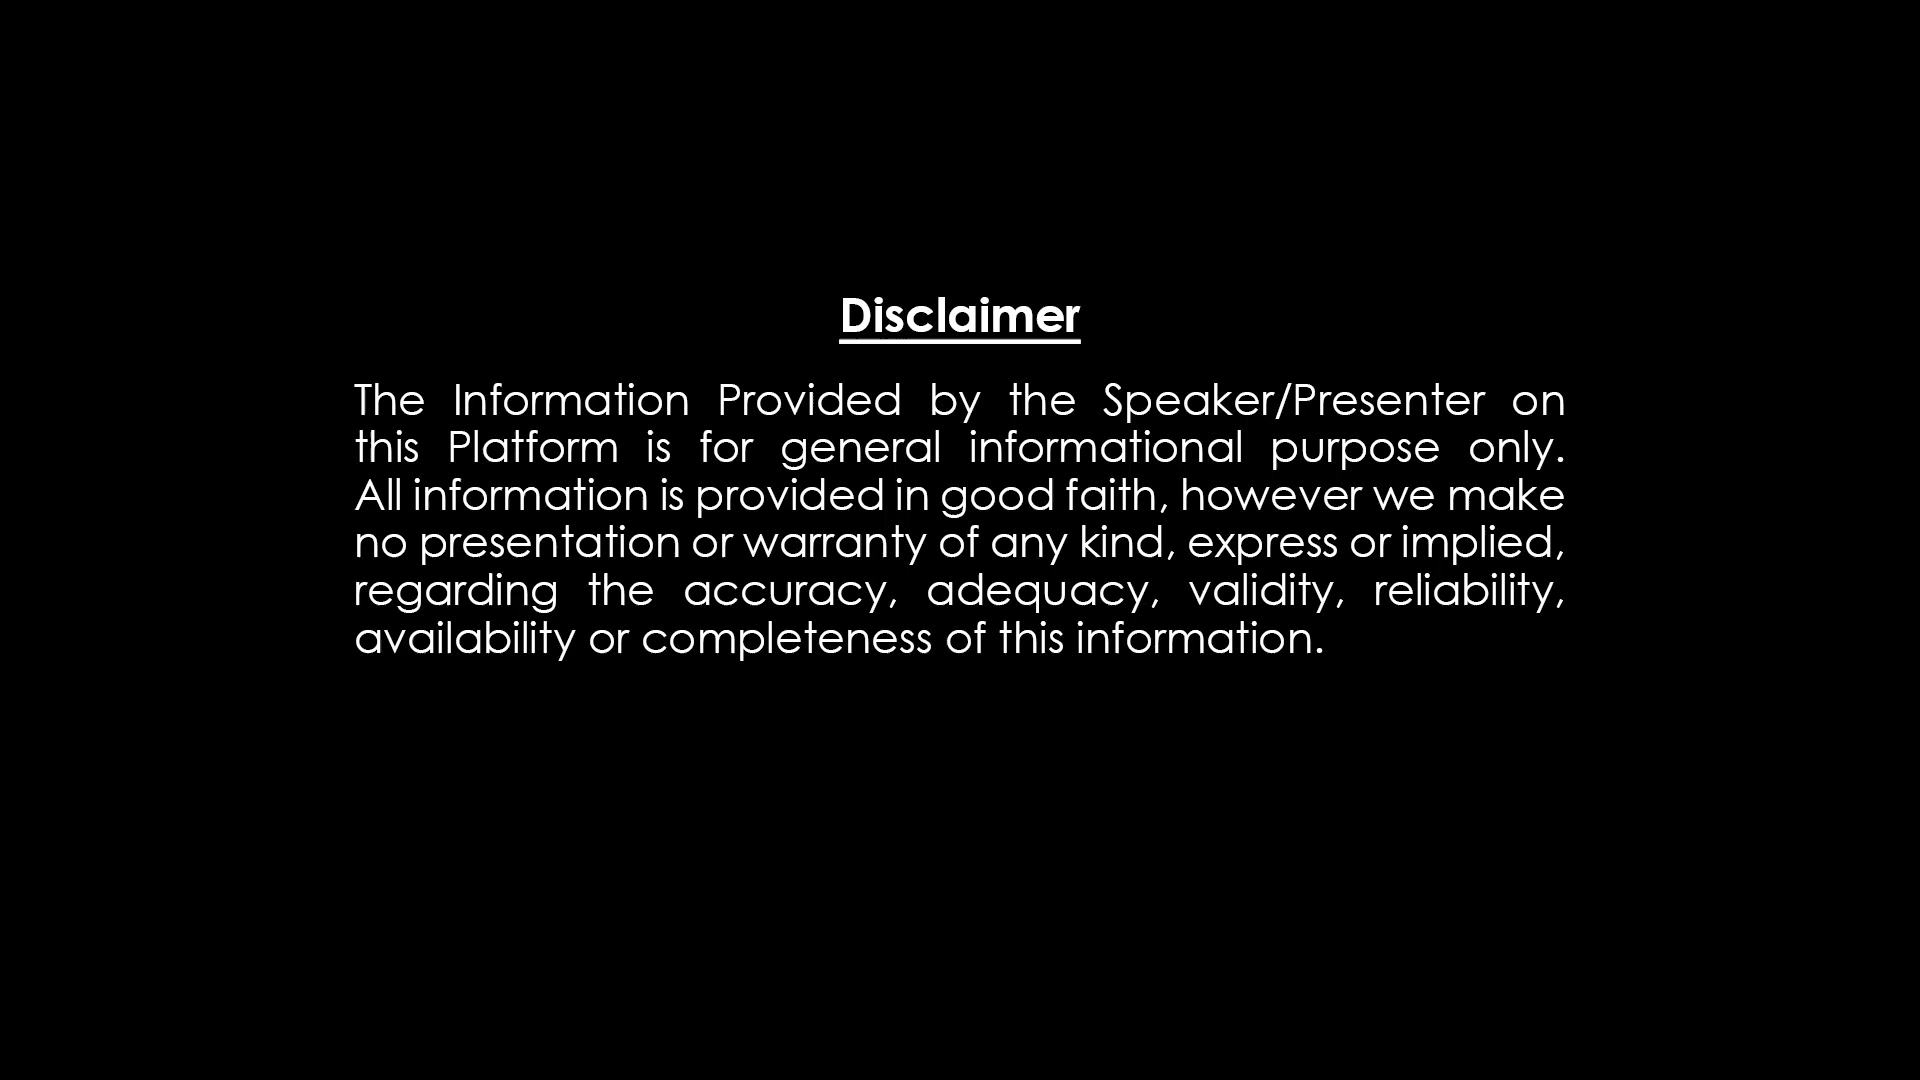 Disclaimer
The Information Provided by the Speaker/Presenter on
this Platform is for general informational purpose only.
All information is provided in good faith, however we make
no presentation or warranty of any kind, express or implied,
regarding the accuracy, adequacy, validity, reliability,
availability or completeness of this information.